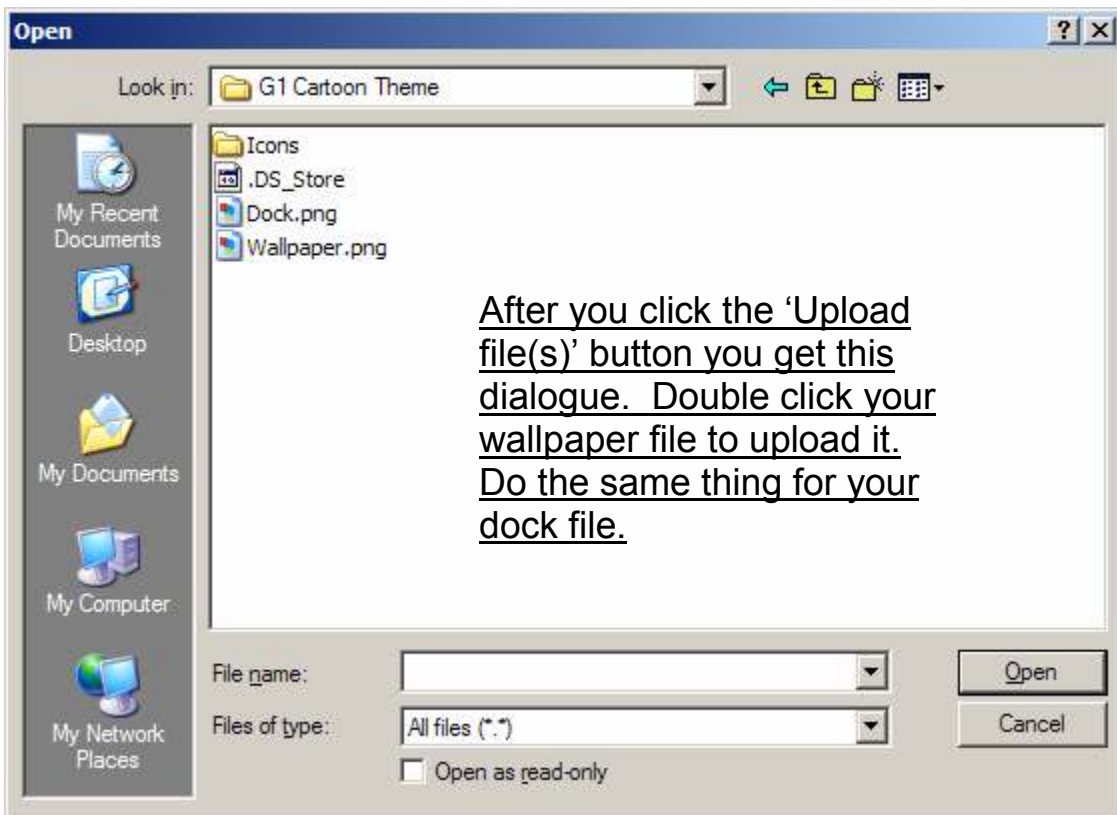 Open
Look in: G1 Cartoon Theme
Icons
.DS_Store
Dock.png
Wallpaper.png
My Recent
Documents
Desktop
My Documents
My Computer
My Network
Places
After you click the ‘Upload
file(s)’ button you get this
dialogue.  Double click your
wallpaper file to upload it.
Do the same thing for your
dock file.
File name:
Open
Files of type: All files (*.*)
Cancel
Open as read-only